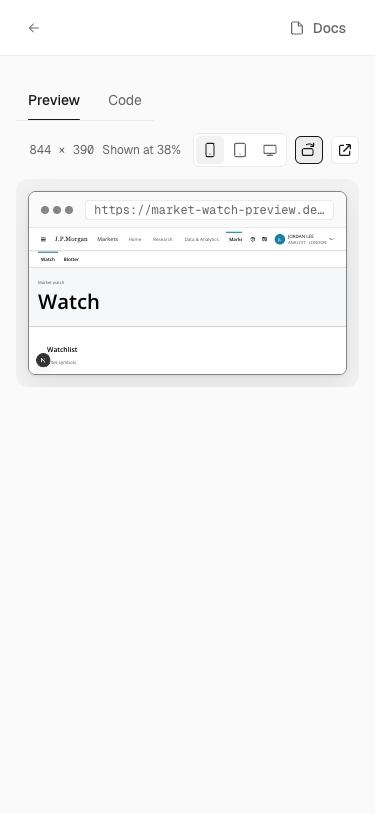 Docs
Preview Code
844 × 390 Shown at 38%
https://market-watch-preview.de…
J.P.Morgan Markets Home Research Data & Analytics Marke JORDAN LEE
ANALYST · LONDON
Watch Blotter
Market watch
Watch
Watchlist
N symbols